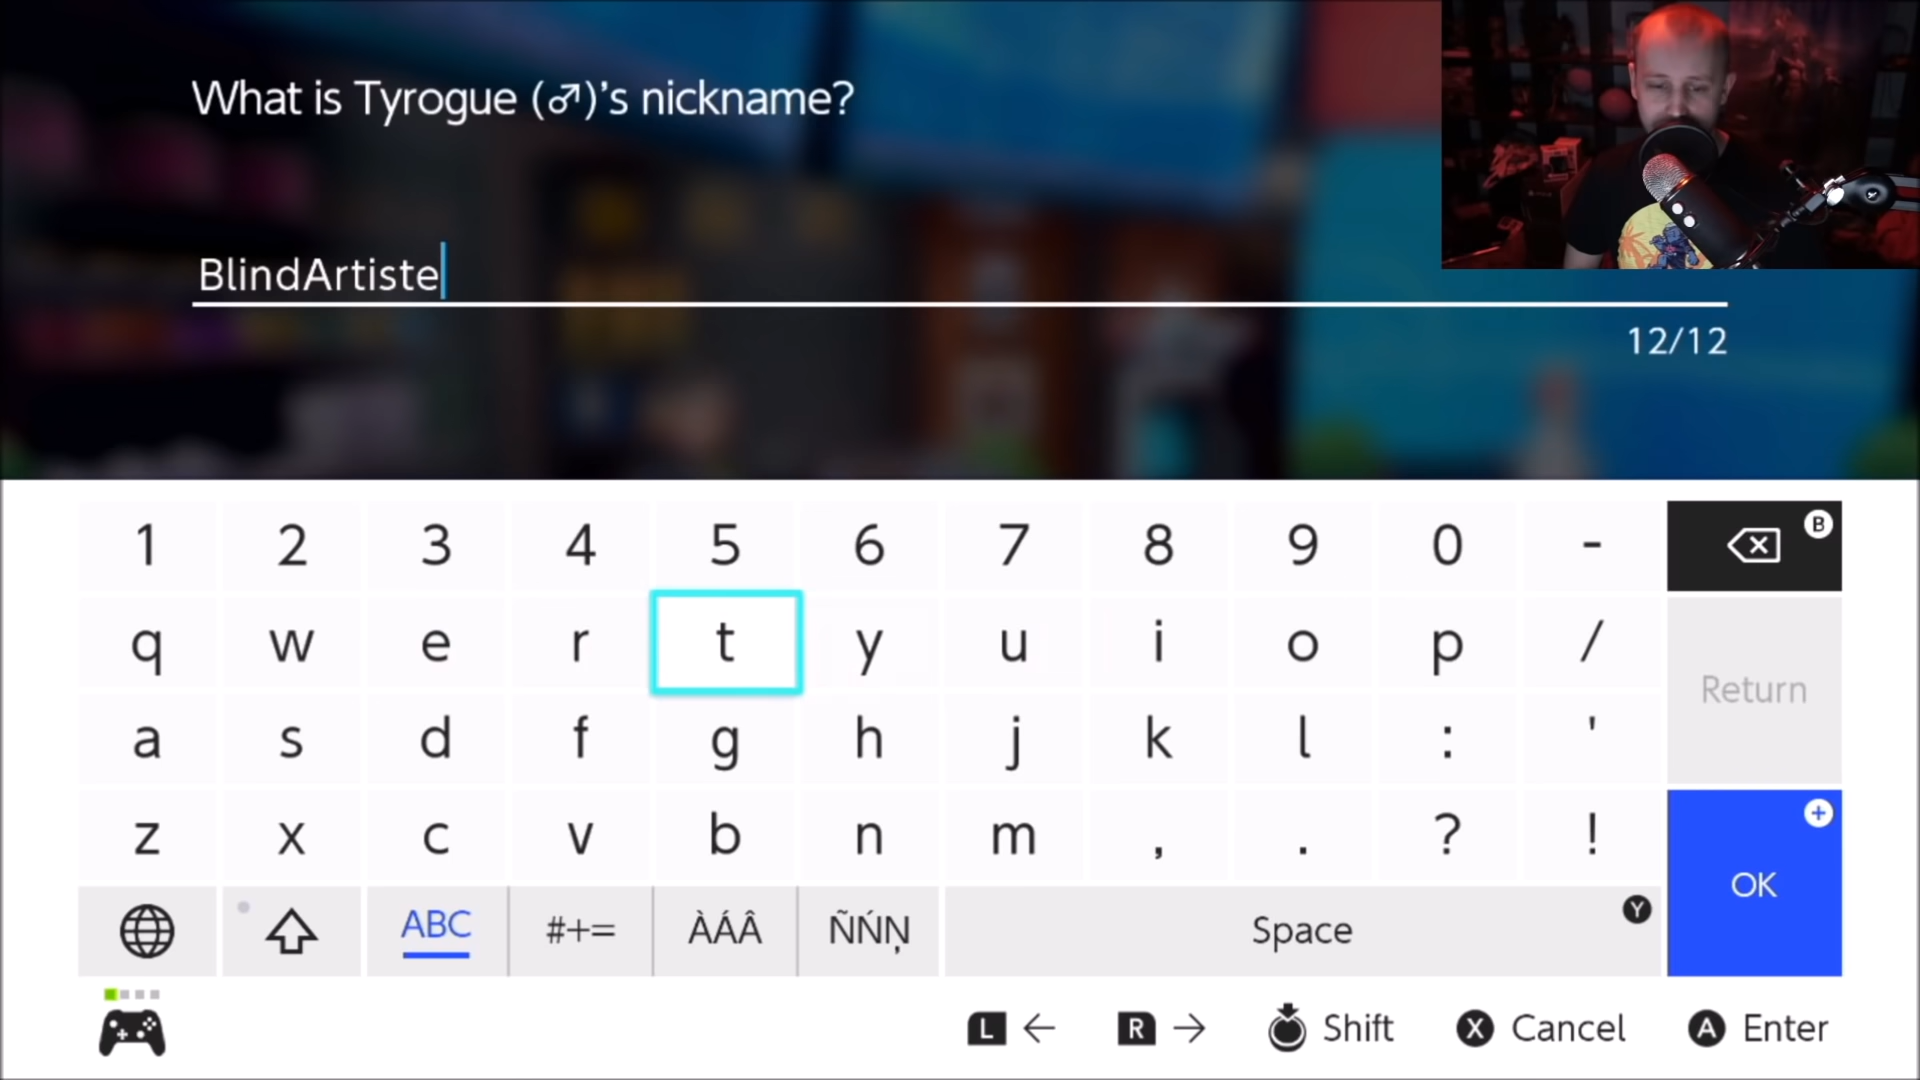 What is Tyrogue (♂)'s nickname?
BlindArtiste
12/12
1 2 3 4 5 6 7 8 9 0 - B
q w e r t y u i o p /
Return
a s d f g h j k l : '
z x c v b n m , . ? ! +
OK
ABC #+= ÀÁÂ ÑŃŅ Space Y
L ← R → Shift X Cancel A Enter